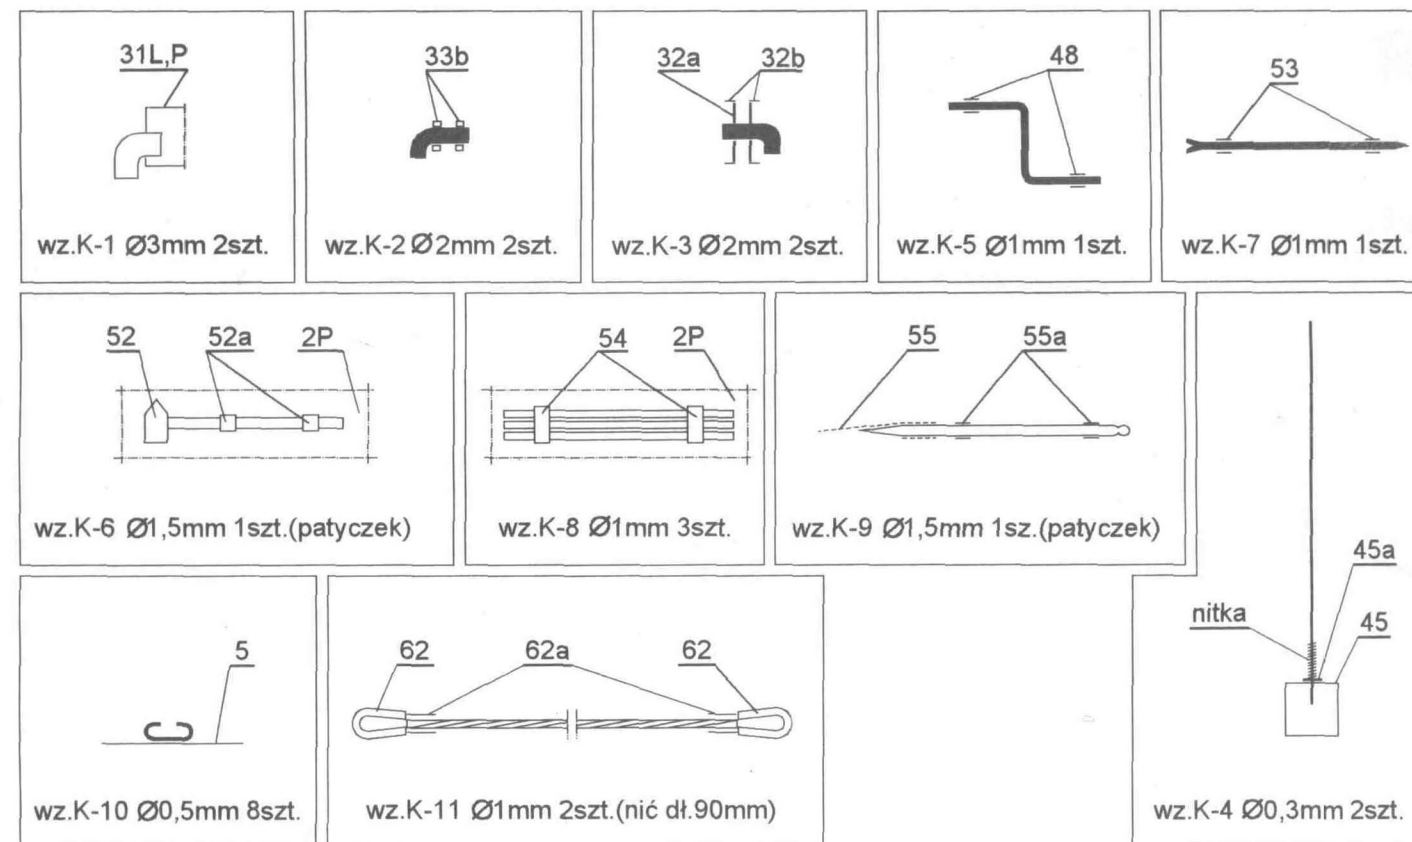 31L,P
wz.K-1 Ø3mm 2szt.
33b
wz.K-2 Ø2mm 2szt.
32a 32b
wz.K-3 Ø2mm 2szt.
48
wz.K-5 Ø1mm 1szt.
53
wz.K-7 Ø1mm 1szt.
52 52a 2P
wz.K-6 Ø1,5mm 1szt.(patyczek)
54 2P
wz.K-8 Ø1mm 3szt.
55 55a
wz.K-9 Ø1,5mm 1sz.(patyczek)
5
wz.K-10 Ø0,5mm 8szt.
62 62a 62
wz.K-11 Ø1mm 2szt.(nić dł.90mm)
45a
nitka 45
wz.K-4 Ø0,3mm 2szt.